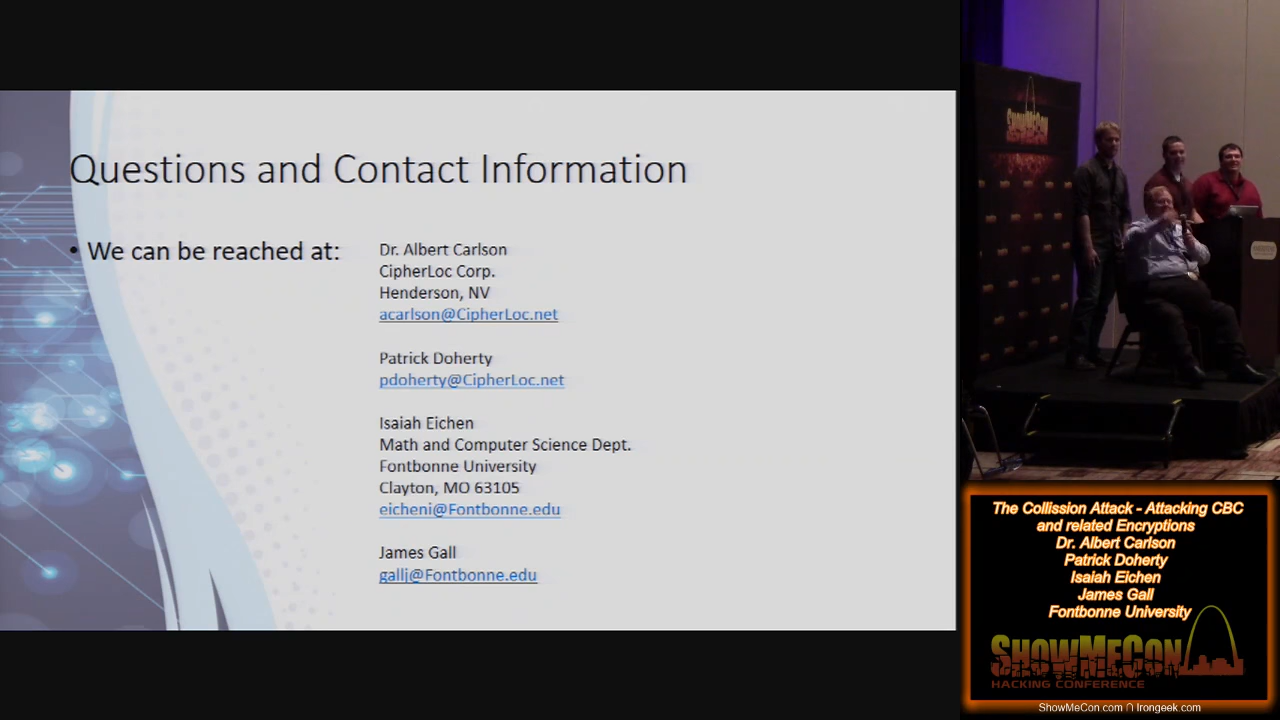 Questions and Contact Information
• We can be reached at:
Dr. Albert Carlson
CipherLoc Corp.
Henderson, NV
acarlson@CipherLoc.net
Patrick Doherty
pdoherty@CipherLoc.net
Isaiah Eichen
Math and Computer Science Dept.
Fontbonne University
Clayton, MO 63105
eicheni@Fontbonne.edu
James Gall
gallj@Fontbonne.edu
ShowMeCon
The Collission Attack - Attacking CBC
and related Encryptions
Dr. Albert Carlson
Patrick Doherty
Isaiah Eichen
James Gall
Fontbonne University
ShowMeCon
HACKING CONFERENCE
ShowMeCon.com ∩ Irongeek.com